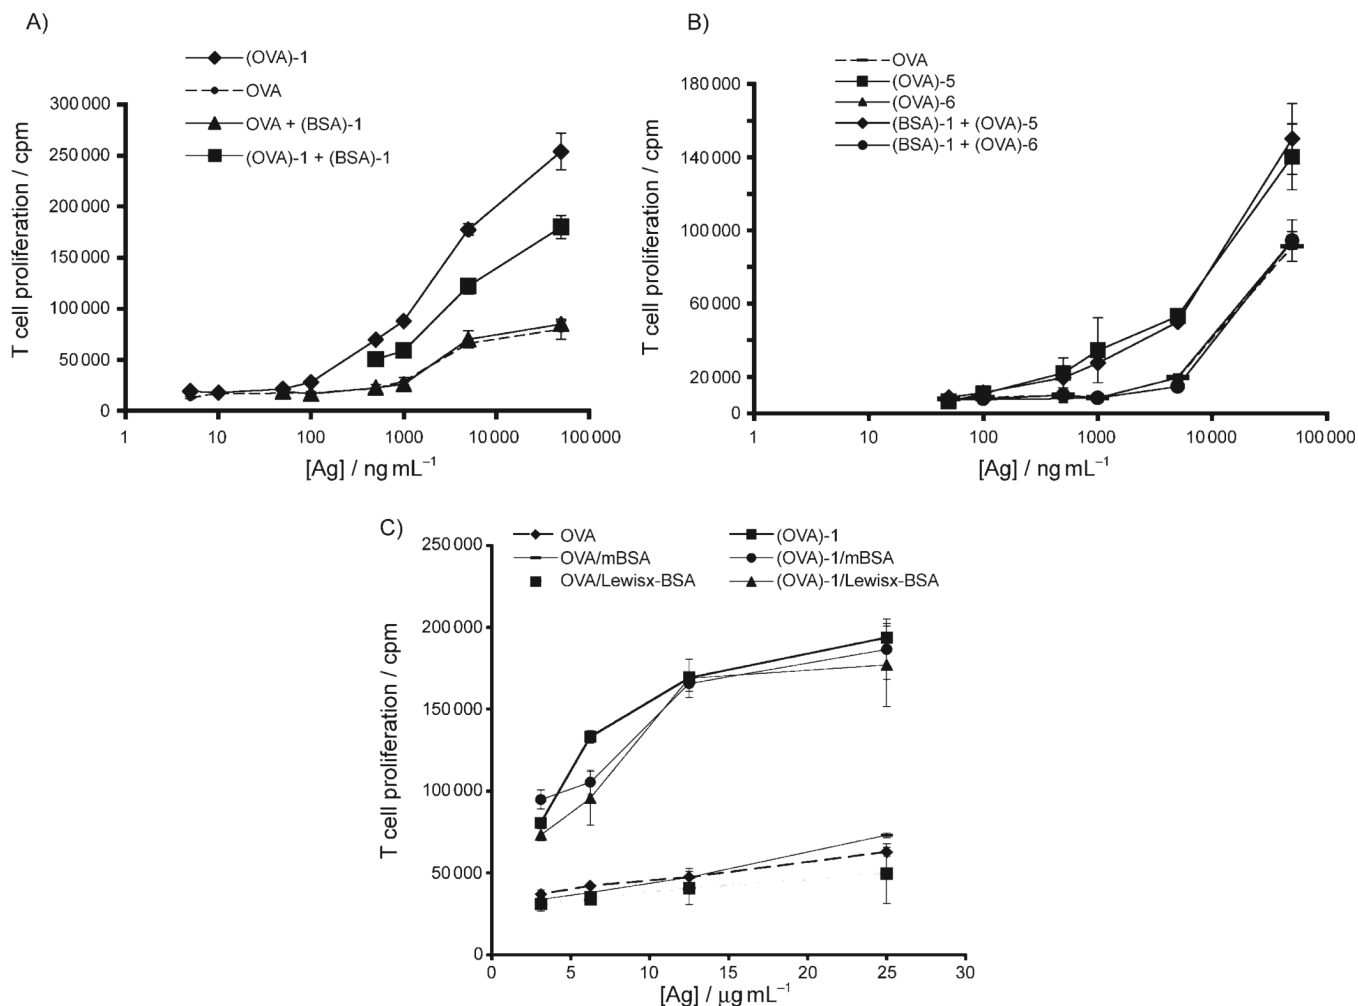 A)
(OVA)-1
OVA
OVA + (BSA)-1
(OVA)-1 + (BSA)-1
T cell proliferation / cpm
300 000
250 000
200 000
150 000
100 000
50 000
0
1
10
100
1000
10 000
100 000
[Ag] / ng mL⁻¹
B)
OVA
(OVA)-5
(OVA)-6
(BSA)-1 + (OVA)-5
(BSA)-1 + (OVA)-6
T cell proliferation / cpm
180 000
140 000
100 000
60 000
20 000
0
1
10
100
1000
10 000
100 000
[Ag] / ng mL⁻¹
C)
OVA
OVA/mBSA
OVA/Lewisx-BSA
(OVA)-1
(OVA)-1/mBSA
(OVA)-1/Lewisx-BSA
T cell proliferation / cpm
250 000
200 000
150 000
100 000
50 000
0
0
5
10
15
20
25
30
[Ag] / μg mL⁻¹